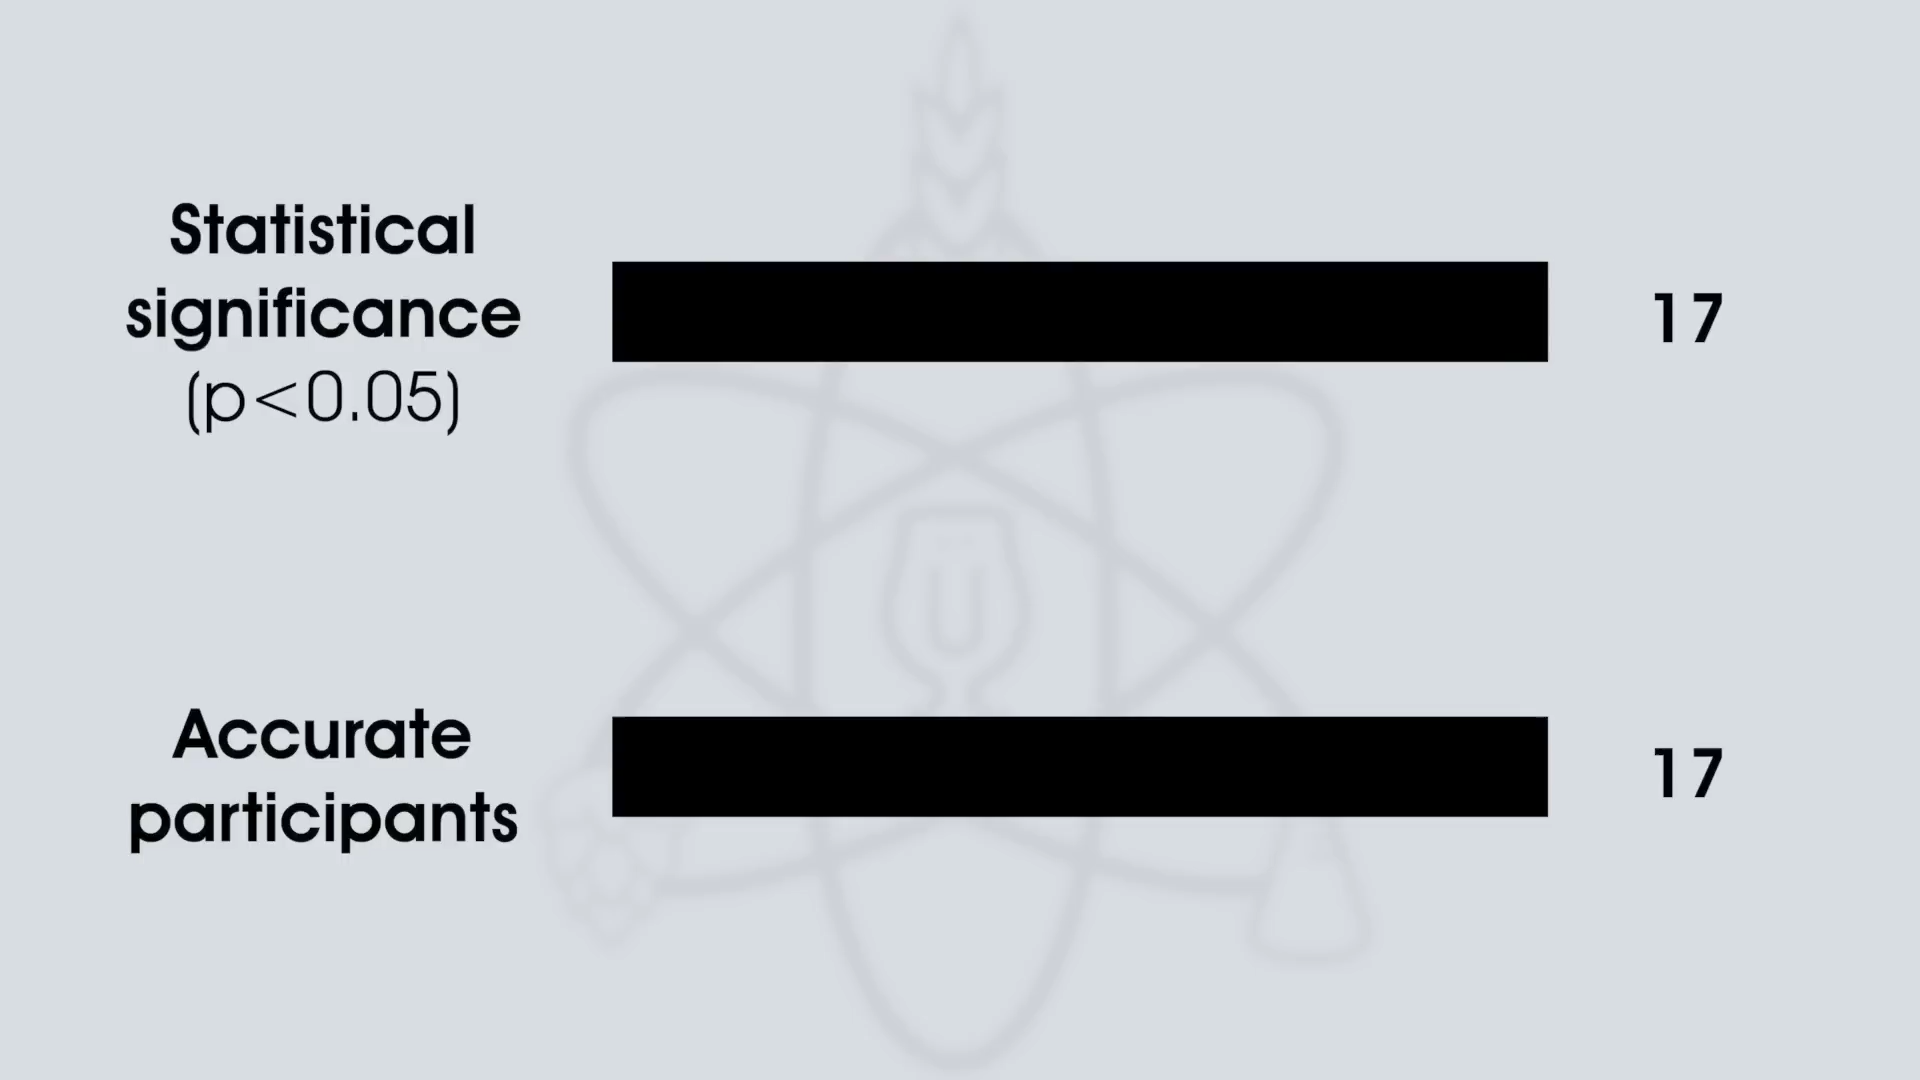 Statistical
significance
(p<0.05)
17
Accurate
participants
17